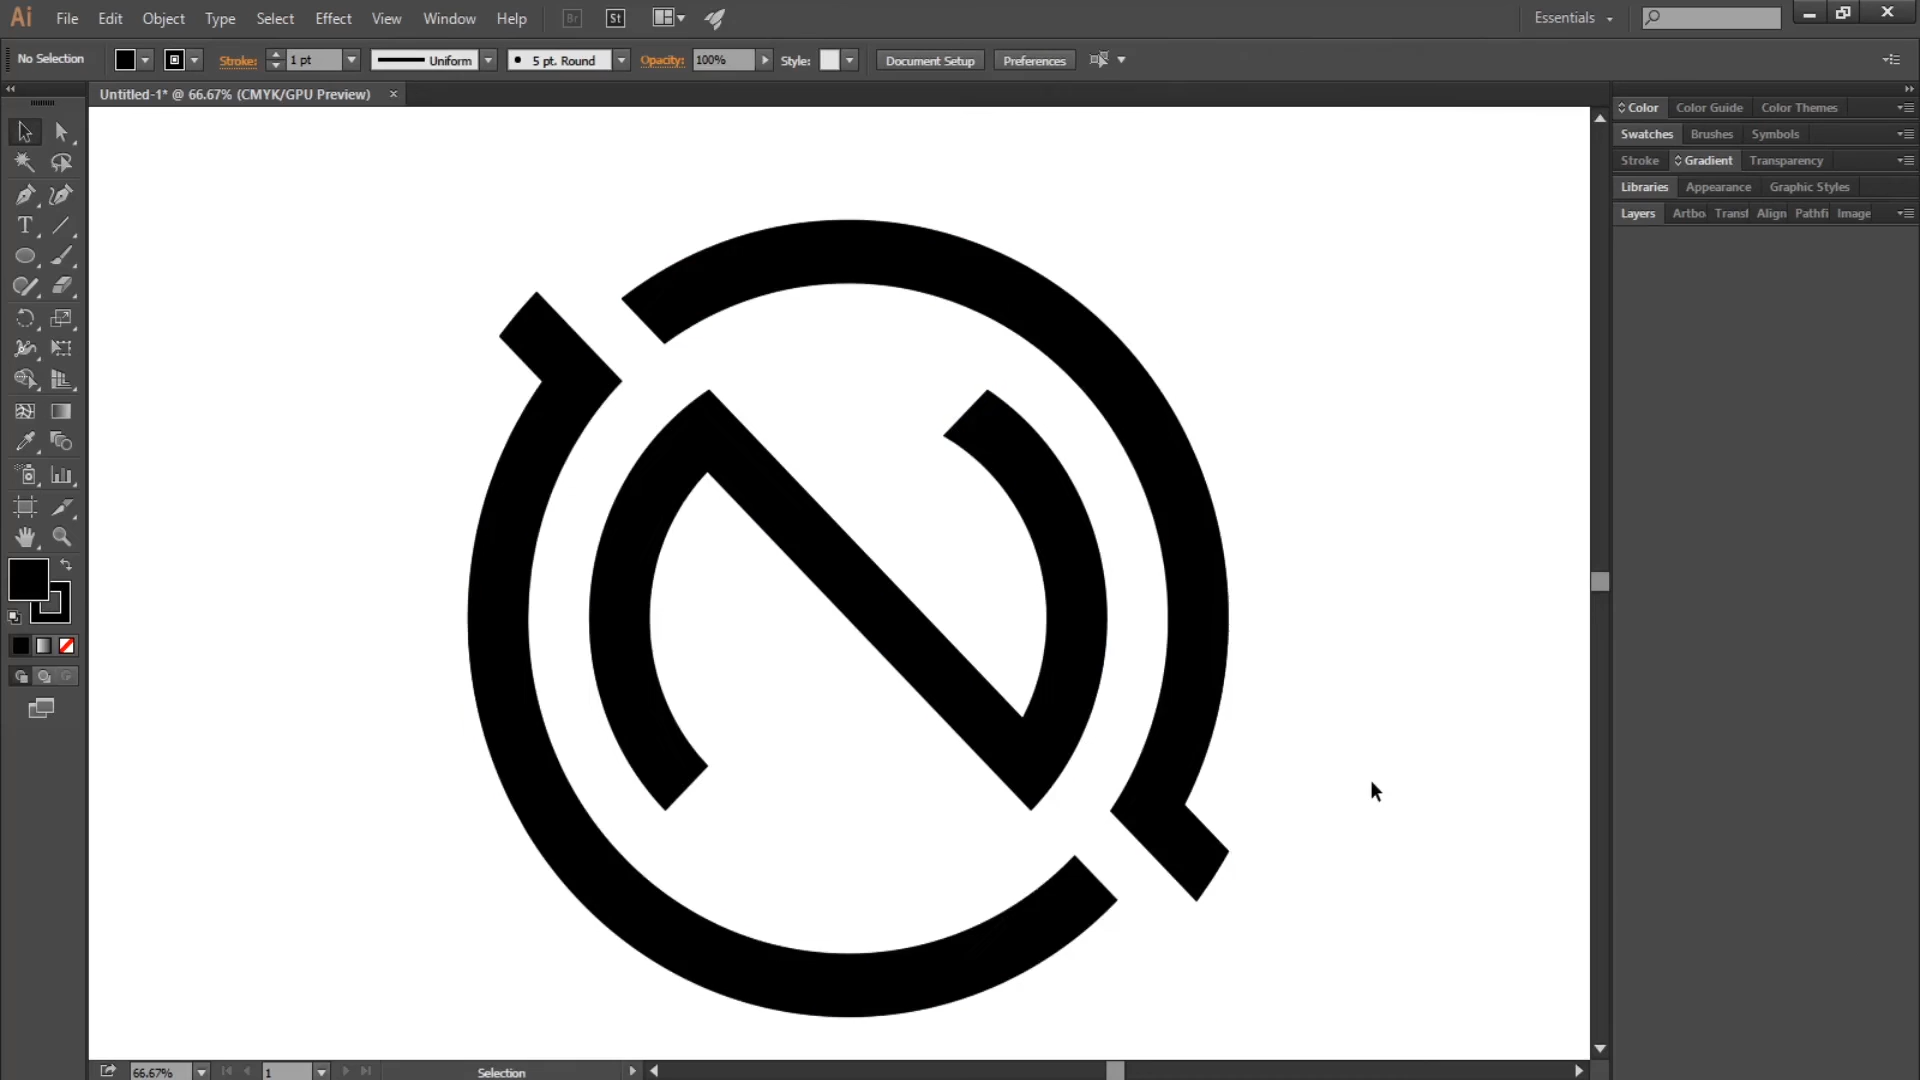 Ai File Edit Object Type Select Effect View Window Help Br St Essentials
No Selection Stroke: 1 pt Uniform 5 pt. Round Opacity: 100% Style: Document Setup Preferences
Untitled-1* @ 66.67% (CMYK/GPU Preview) ×
Color Color Guide Color Themes
Swatches Brushes Symbols
Stroke Gradient Transparency
Libraries Appearance Graphic Styles
Layers Artbo Transf Align Pathfi Image
66.67% 1 Selection